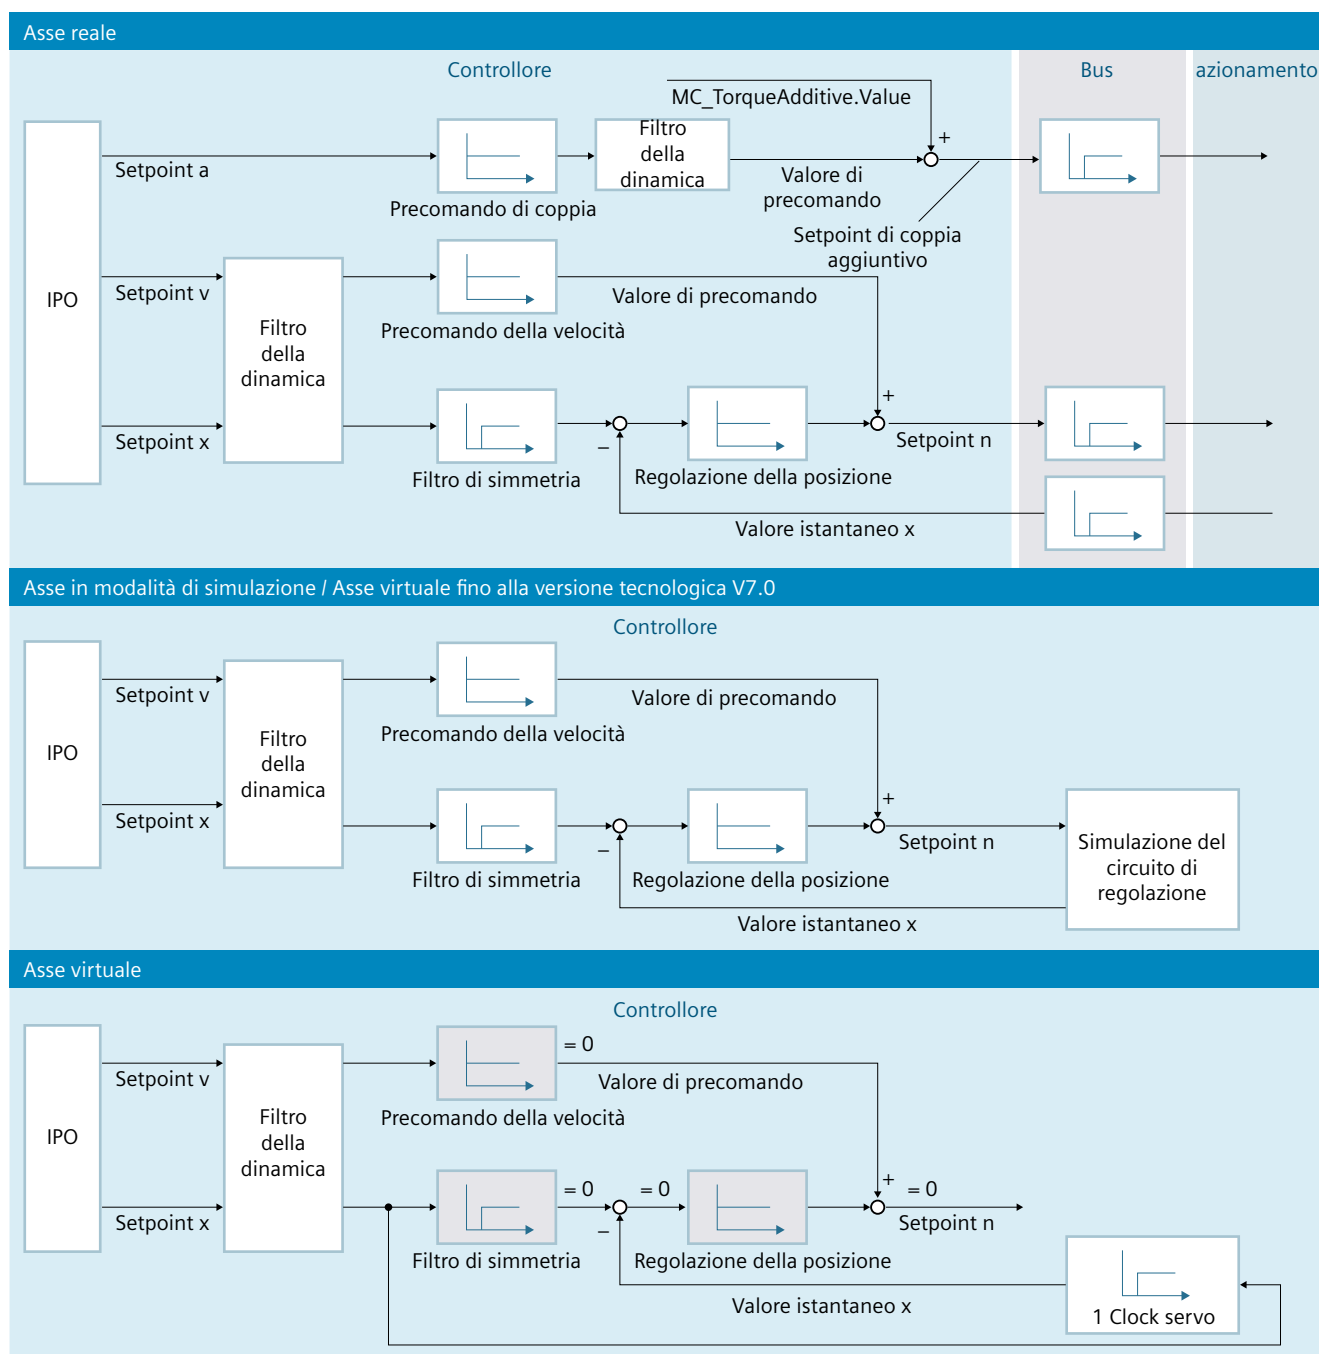 Asse reale
Controllore
Bus
azionamento
MC_TorqueAdditive.Value
Filtro
della
dinamica
+
Setpoint a
Valore di
precomando
Precomando di coppia
Setpoint di coppia
aggiuntivo
IPO
Setpoint v
Valore di precomando
Filtro
della
dinamica
Precomando della velocità
+
Setpoint x
–
Setpoint n
Filtro di simmetria
Regolazione della posizione
Valore istantaneo x
Asse in modalità di simulazione / Asse virtuale fino alla versione tecnologica V7.0
Controllore
Setpoint v
Valore di precomando
IPO
Filtro
della
dinamica
Precomando della velocità
+
Setpoint x
–
Setpoint n
Simulazione del
circuito di
regolazione
Filtro di simmetria
Regolazione della posizione
Valore istantaneo x
Asse virtuale
Controllore
= 0
Setpoint v
Valore di precomando
IPO
Filtro
della
dinamica
Precomando della velocità
= 0
= 0
+
= 0
Setpoint x
–
Setpoint n
Filtro di simmetria
Regolazione della posizione
Valore istantaneo x
1 Clock servo